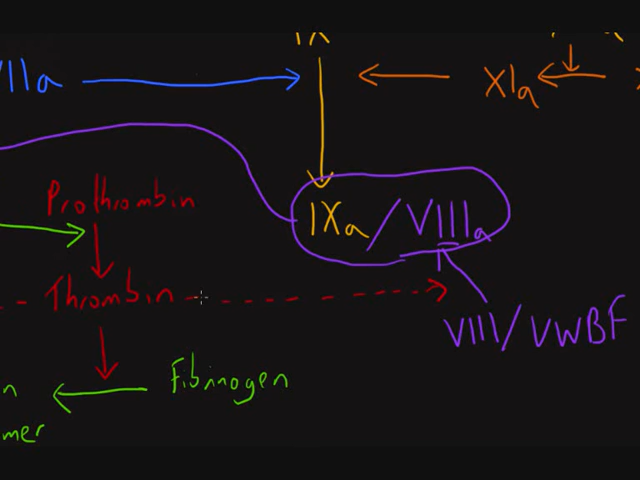 IX
VIIa
XIa
Prothrombin
IXa / VIIIa
Thrombin
VIII / VWBF
Fibrinogen
n
mer